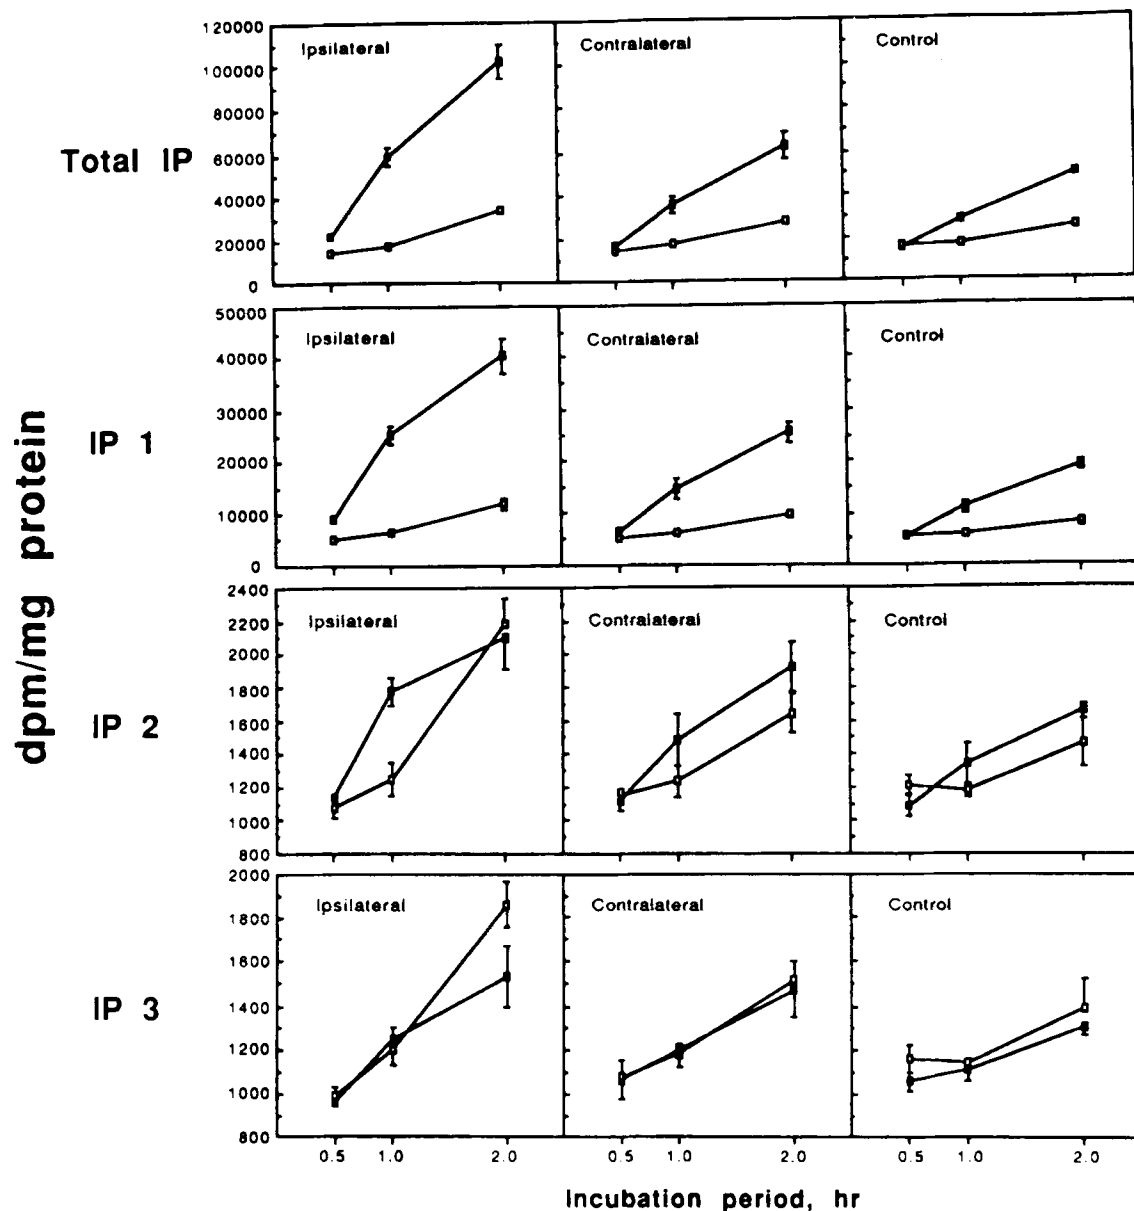 120000
100000
80000
60000
40000
20000
0
Total IP
Ipsilateral
Contralateral
Control
50000
40000
30000
20000
10000
0
IP 1
Ipsilateral
Contralateral
Control
dpm/mg protein
2400
2200
2000
1800
1600
1400
1200
1000
800
IP 2
Ipsilateral
Contralateral
Control
2000
1800
1600
1400
1200
1000
800
IP 3
Ipsilateral
Contralateral
Control
0.5 1.0 2.0 0.5 1.0 2.0 0.5 1.0 2.0
Incubation period, hr